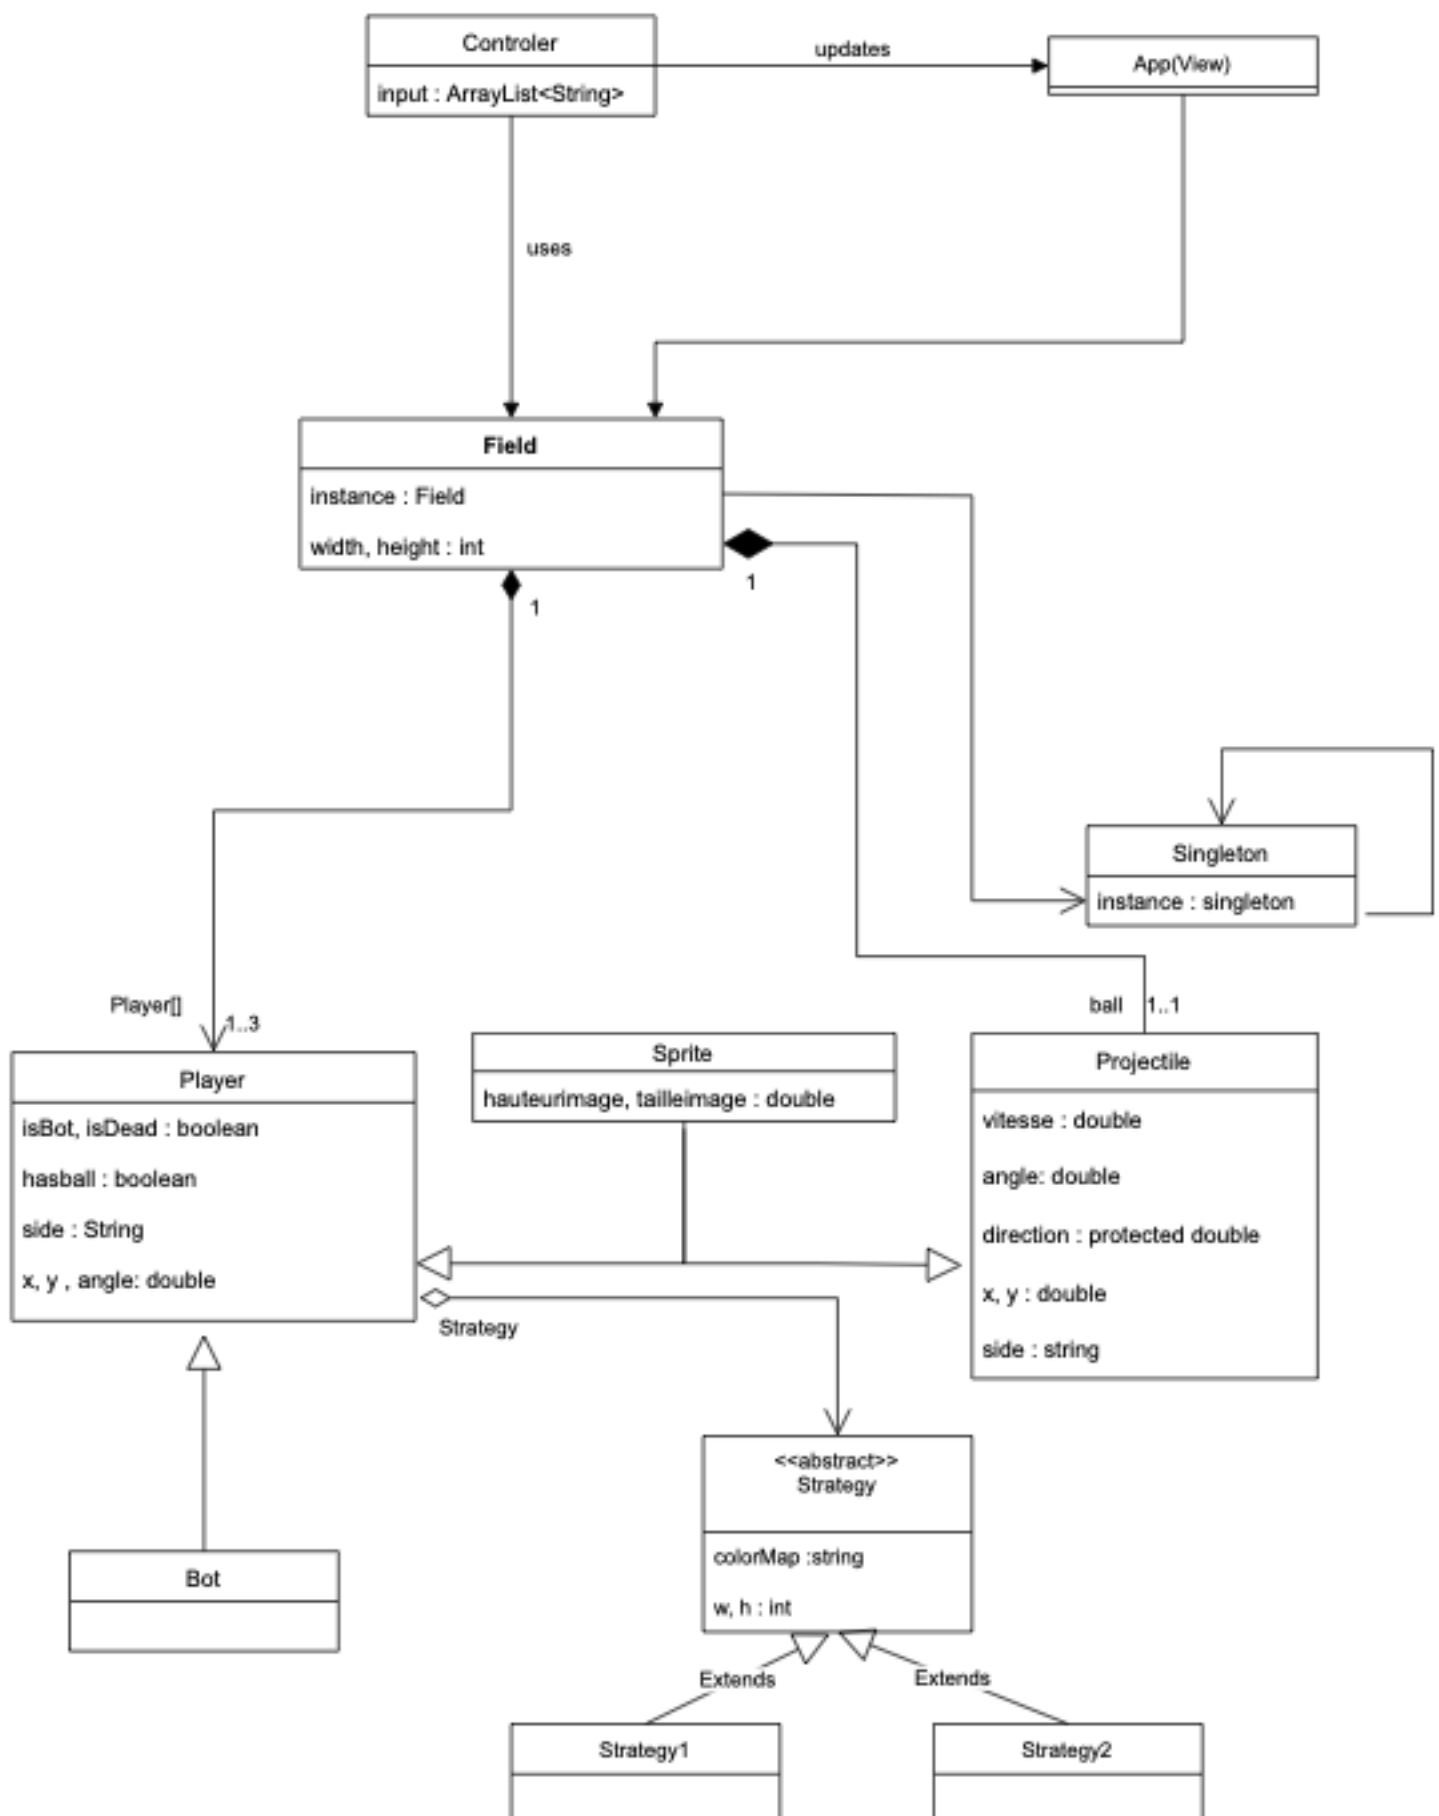 Controler
input : ArrayList<String>
updates
App(View)
uses
Field
instance : Field
width, height : int
1
1
Singleton
instance : singleton
Player[]
1..3
ball
1..1
Player
isBot, isDead : boolean
hasball : boolean
side : String
x, y , angle: double
Sprite
hauteurimage, tailleimage : double
Projectile
vitesse : double
angle: double
direction : protected double
x, y : double
side : string
Strategy
<<abstract>>
Strategy
colorMap :string
w, h : int
Bot
Extends
Extends
Strategy1
Strategy2